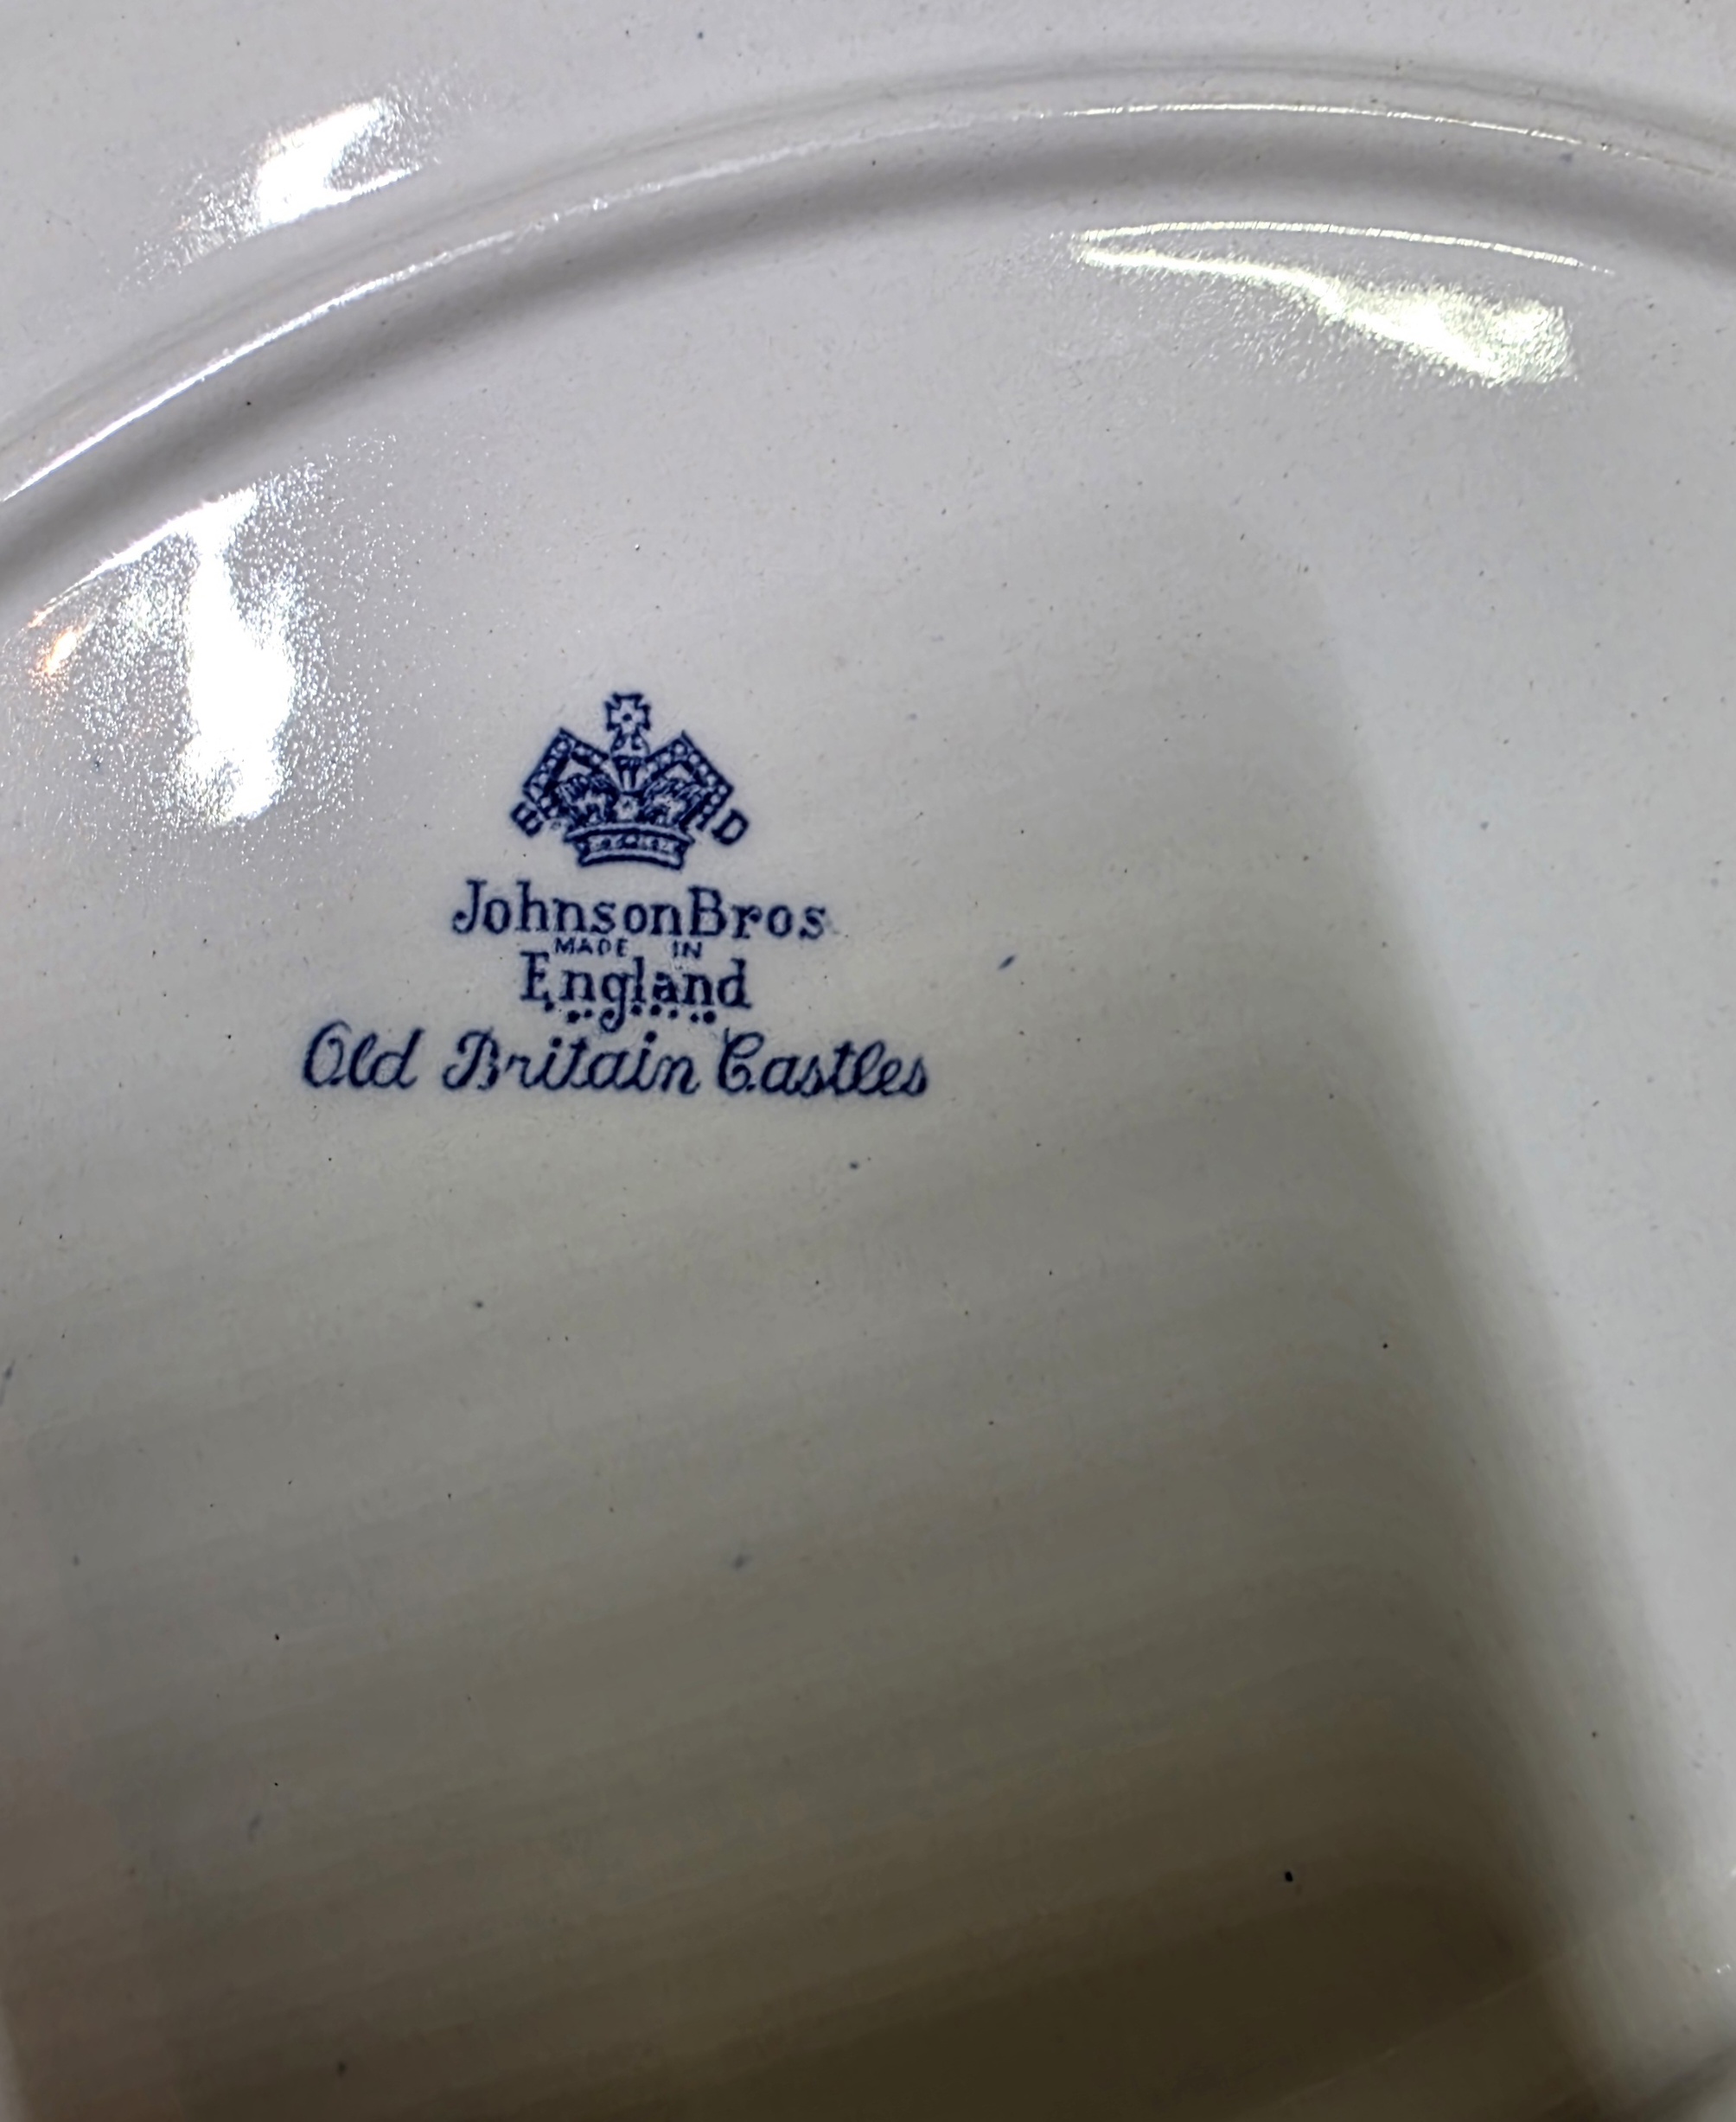 B D
JohnsonBros
MADE IN
England
Old Britain Castles